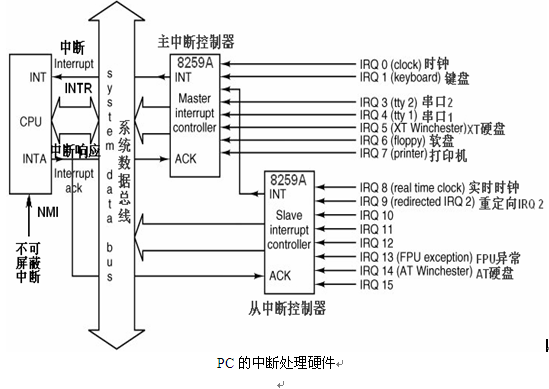 中断
Interrupt
INT
INTR
CPU
中断响应
INTA
Interrupt
ack
NMI
不可
屏蔽
中断
system data bus
系统数据总线
主中断控制器
8259A
INT
Master
interrupt
controller
ACK
IRQ 0 (clock) 时钟
IRQ 1 (keyboard) 键盘
IRQ 3 (tty 2) 串口2
IRQ 4 (tty 1) 串口1
IRQ 5 (XT Winchester)XT硬盘
IRQ 6 (floppy) 软盘
IRQ 7 (printer) 打印机
8259A
INT
Slave
interrupt
controller
ACK
从中断控制器
IRQ 8 (real time clock) 实时时钟
IRQ 9 (redirected IRQ 2) 重定向IRQ 2
IRQ 10
IRQ 11
IRQ 12
IRQ 13 (FPU exception) FPU异常
IRQ 14 (AT Winchester) AT硬盘
IRQ 15
PC 的中断处理硬件